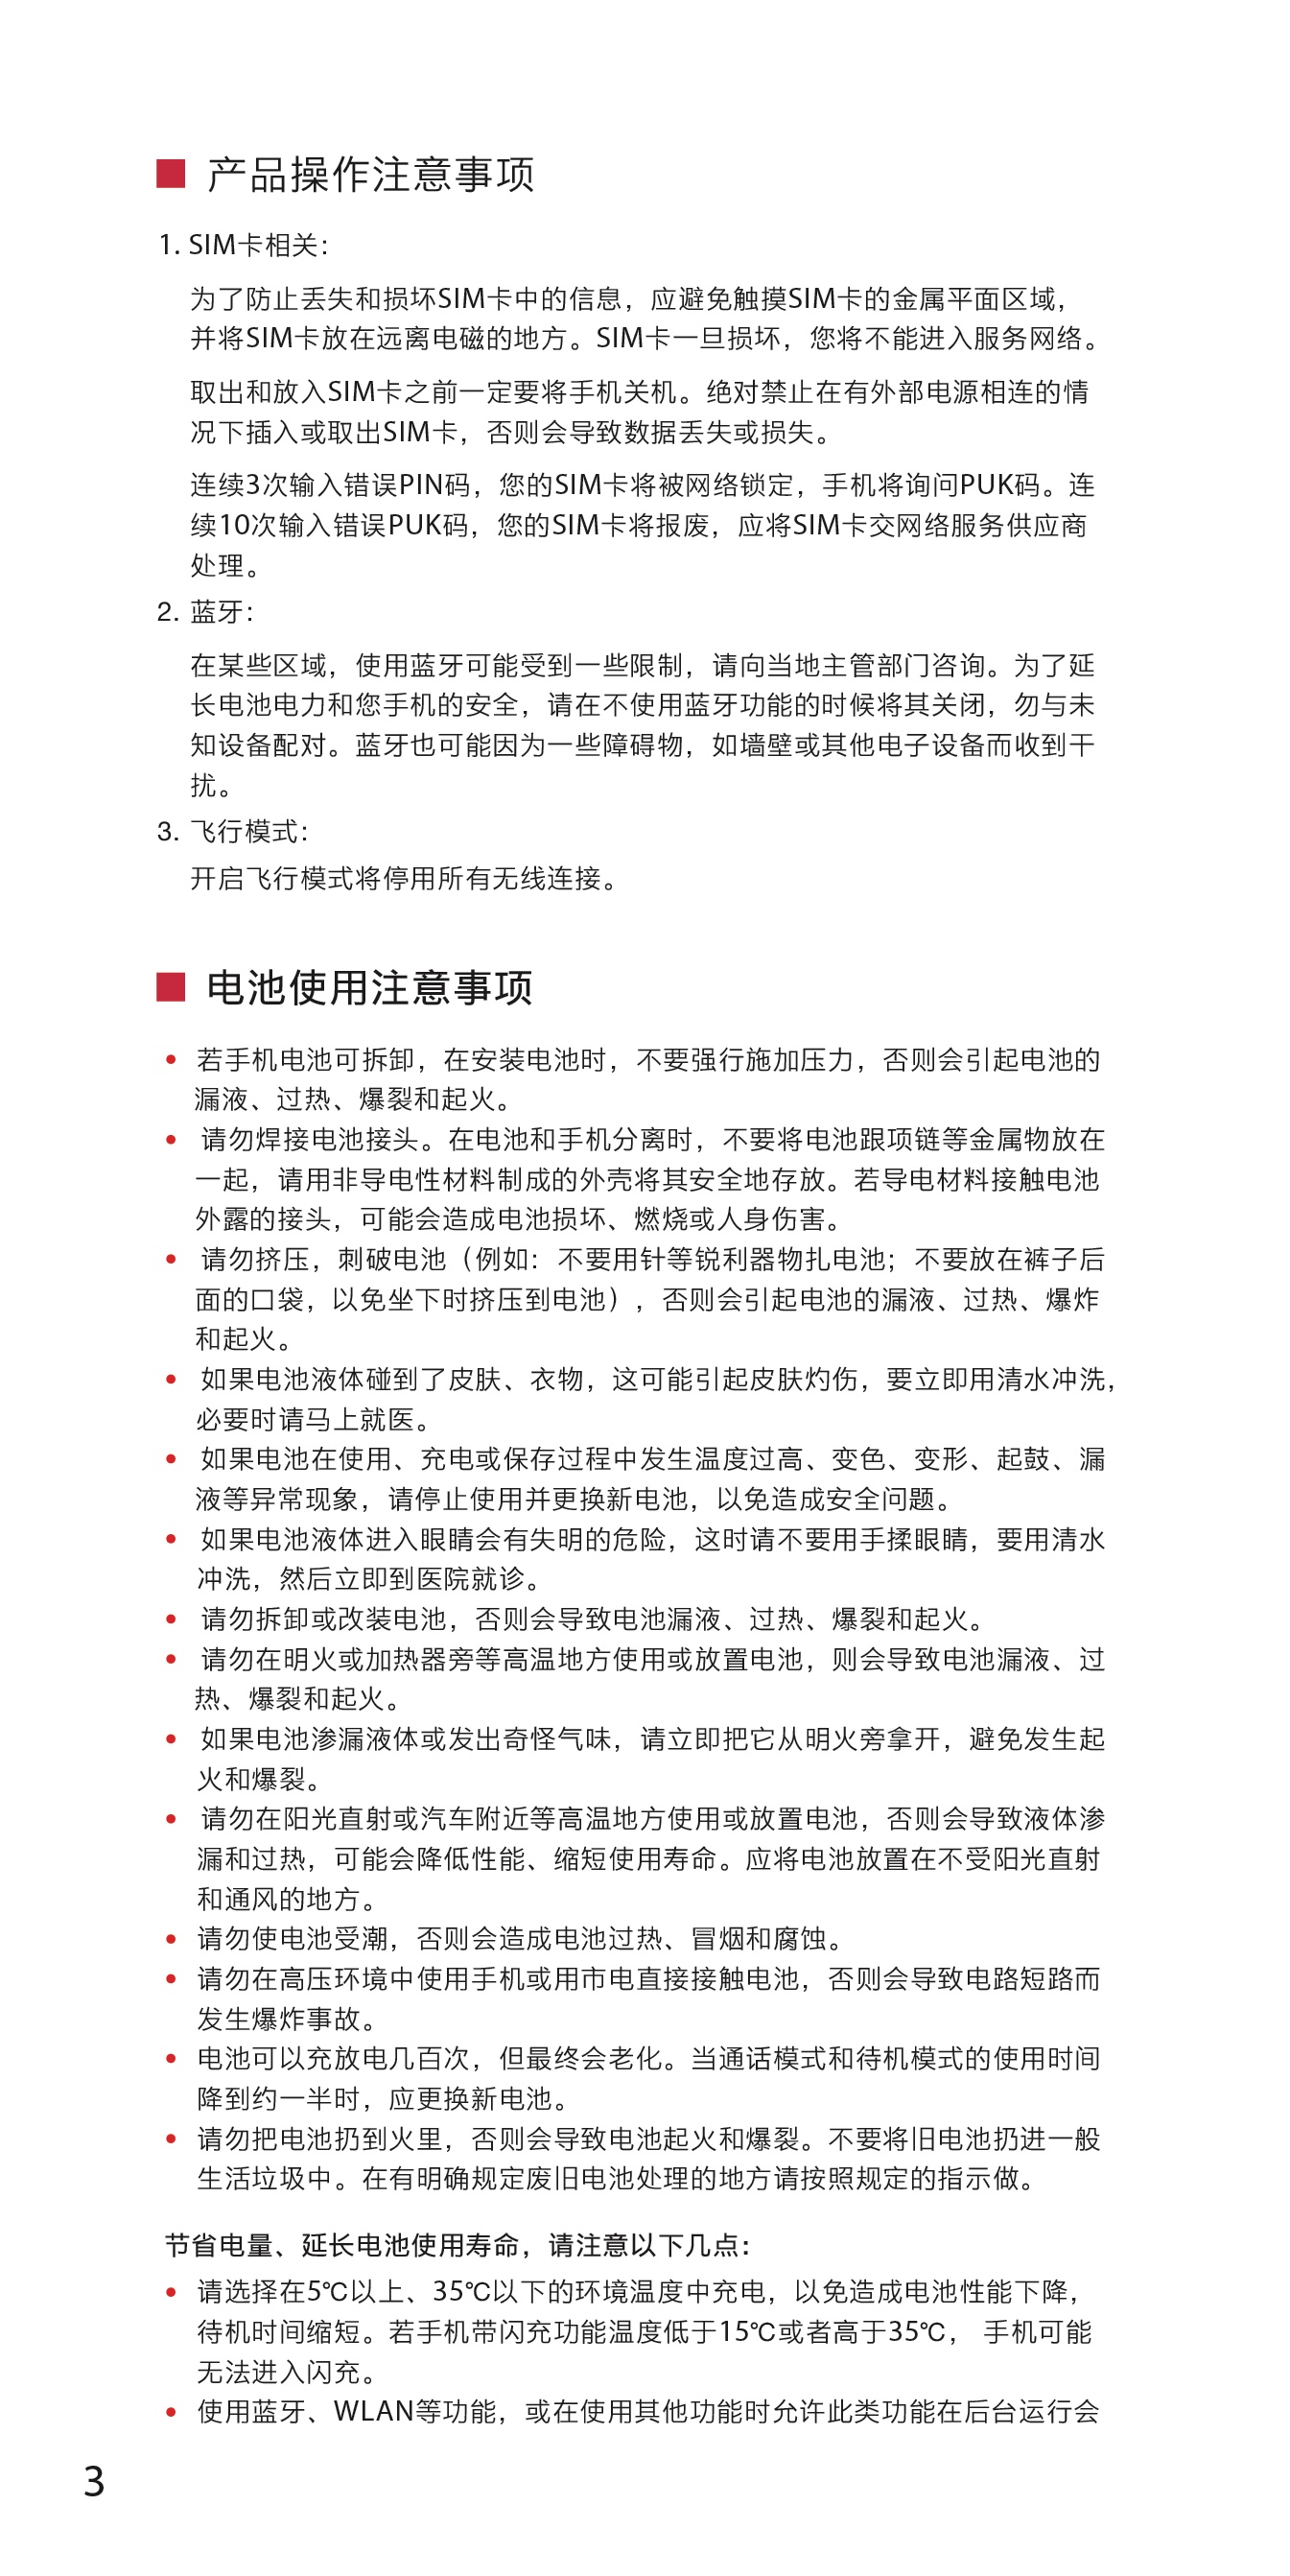 产品操作注意事项
1. SIM卡相关：
为了防止丢失和损坏SIM卡中的信息，应避免触摸SIM卡的金属平面区域，
并将SIM卡放在远离电磁的地方。SIM卡一旦损坏，您将不能进入服务网络。
取出和放入SIM卡之前一定要将手机关机。绝对禁止在有外部电源相连的情
况下插入或取出SIM卡，否则会导致数据丢失或损失。
连续3次输入错误PIN码，您的SIM卡将被网络锁定，手机将询问PUK码。连
续10次输入错误PUK码，您的SIM卡将报废，应将SIM卡交网络服务供应商
处理。
2. 蓝牙：
在某些区域，使用蓝牙可能受到一些限制，请向当地主管部门咨询。为了延
长电池电力和您手机的安全，请在不使用蓝牙功能的时候将其关闭，勿与未
知设备配对。蓝牙也可能因为一些障碍物，如墙壁或其他电子设备而收到干
扰。
3. 飞行模式：
开启飞行模式将停用所有无线连接。
电池使用注意事项
• 若手机电池可拆卸，在安装电池时，不要强行施加压力，否则会引起电池的
漏液、过热、爆裂和起火。
• 请勿焊接电池接头。在电池和手机分离时，不要将电池跟项链等金属物放在
一起，请用非导电性材料制成的外壳将其安全地存放。若导电材料接触电池
外露的接头，可能会造成电池损坏、燃烧或人身伤害。
• 请勿挤压，刺破电池（例如：不要用针等锐利器物扎电池；不要放在裤子后
面的口袋，以免坐下时挤压到电池），否则会引起电池的漏液、过热、爆炸
和起火。
• 如果电池液体碰到了皮肤、衣物，这可能引起皮肤灼伤，要立即用清水冲洗，
必要时请马上就医。
• 如果电池在使用、充电或保存过程中发生温度过高、变色、变形、起鼓、漏
液等异常现象，请停止使用并更换新电池，以免造成安全问题。
• 如果电池液体进入眼睛会有失明的危险，这时请不要用手揉眼睛，要用清水
冲洗，然后立即到医院就诊。
• 请勿拆卸或改装电池，否则会导致电池漏液、过热、爆裂和起火。
• 请勿在明火或加热器旁等高温地方使用或放置电池，则会导致电池漏液、过
热、爆裂和起火。
• 如果电池渗漏液体或发出奇怪气味，请立即把它从明火旁拿开，避免发生起
火和爆裂。
• 请勿在阳光直射或汽车附近等高温地方使用或放置电池，否则会导致液体渗
漏和过热，可能会降低性能、缩短使用寿命。应将电池放置在不受阳光直射
和通风的地方。
• 请勿使电池受潮，否则会造成电池过热、冒烟和腐蚀。
• 请勿在高压环境中使用手机或用市电直接接触电池，否则会导致电路短路而
发生爆炸事故。
• 电池可以充放电几百次，但最终会老化。当通话模式和待机模式的使用时间
降到约一半时，应更换新电池。
• 请勿把电池扔到火里，否则会导致电池起火和爆裂。不要将旧电池扔进一般
生活垃圾中。在有明确规定废旧电池处理的地方请按照规定的指示做。
节省电量、延长电池使用寿命，请注意以下几点：
• 请选择在5℃以上、35℃以下的环境温度中充电，以免造成电池性能下降，
待机时间缩短。若手机带闪充功能温度低于15℃或者高于35℃， 手机可能
无法进入闪充。
• 使用蓝牙、WLAN等功能，或在使用其他功能时允许此类功能在后台运行会
3